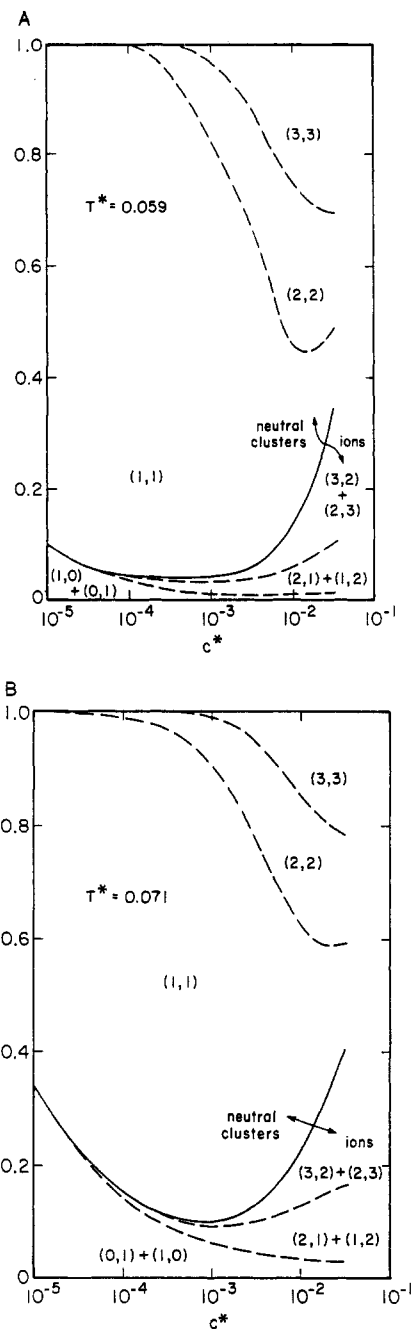 A
1.0
0.8
0.6
0.4
0.2
0
(3,3)
T* = 0.059
(2,2)
neutral
clusters
ions
(1,1)
(3,2)
+
(2,3)
(1,0)
+ (0,1)
(2,1) + (1,2)
10-5
10-4
10-3
10-2
10-1
c*
B
1.0
0.8
0.6
0.4
0.2
0
(3,3)
(2,2)
T* = 0.071
(1,1)
neutral
clusters
ions
(3,2) + (2,3)
(2,1) + (1,2)
(0,1) + (1,0)
10-5
10-4
10-3
10-2
10-1
c*